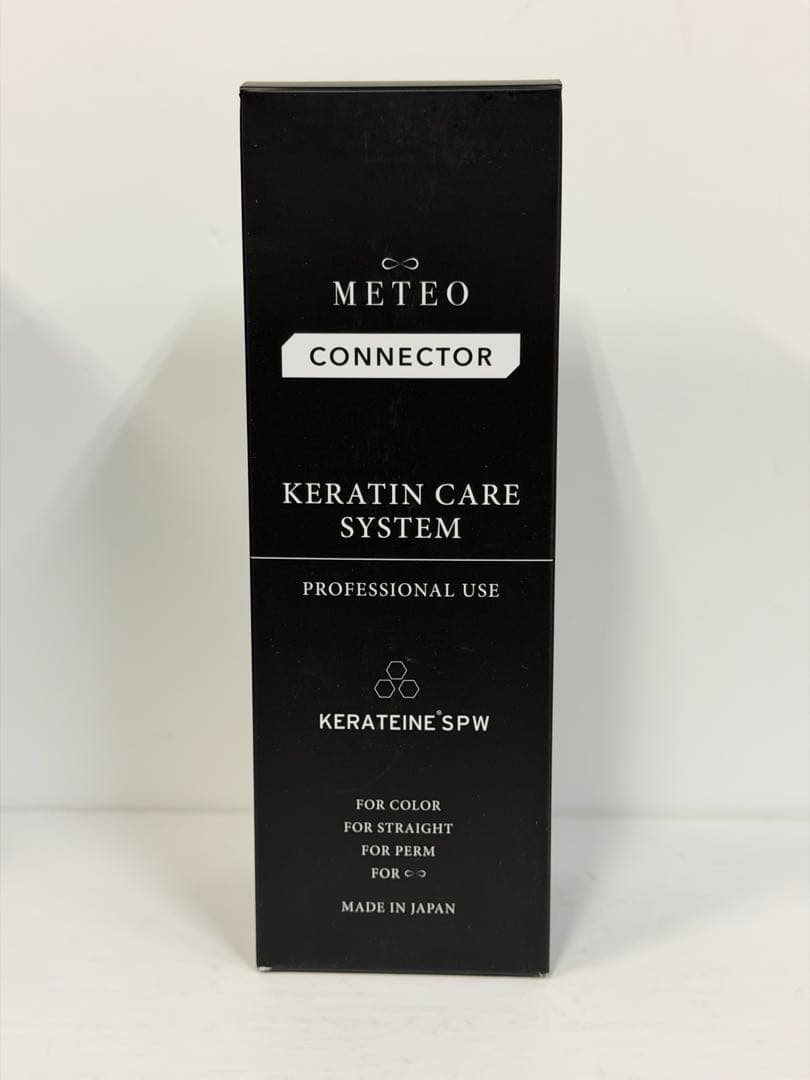 METEO
CONNECTOR
KERATIN CARE
SYSTEM
PROFESSIONAL USE
KERATEINE®SPW
FOR COLOR
FOR STRAIGHT
FOR PERM
FOR ∞
MADE IN JAPAN